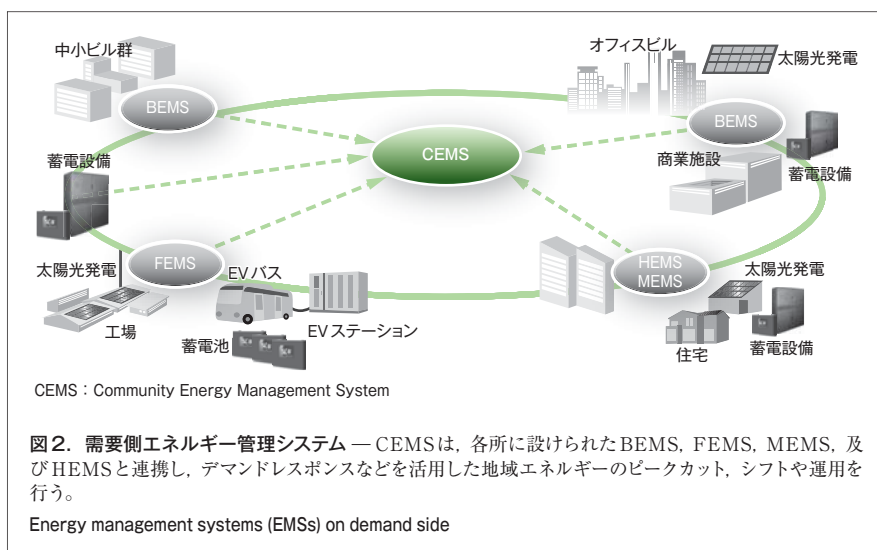 中小ビル群
オフィスビル
太陽光発電
BEMS
BEMS
CEMS
蓄電設備
商業施設
蓄電設備
太陽光発電
FEMS
EVバス
HEMS
MEMS
太陽光発電
工場
蓄電池
EVステーション
住宅
蓄電設備
CEMS：Community Energy Management System
図2. 需要側エネルギー管理システム — CEMSは，各所に設けられたBEMS，FEMS，MEMS，及
びHEMSと連携し，デマンドレスポンスなどを活用した地域エネルギーのピークカット，シフトや運用を
行う。
Energy management systems (EMSs) on demand side